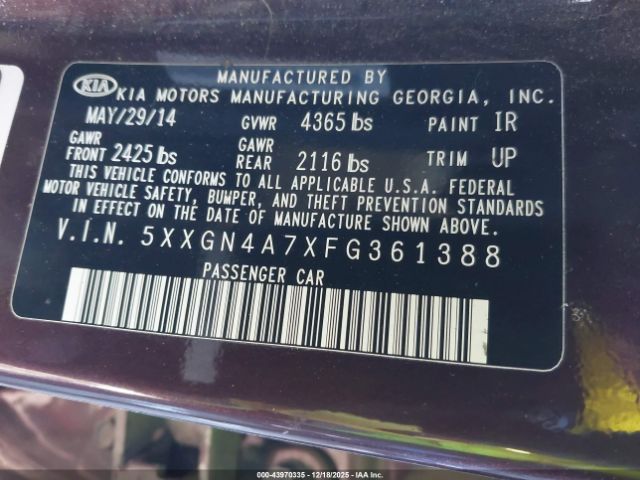 MANUFACTURED BY
KIA KIA MOTORS MANUFACTURING GEORGIA, INC.
MAY/29/14 GVWR 4365 lbs PAINT IR
GAWR FRONT 2425 lbs GAWR REAR 2116 lbs TRIM UP
THIS VEHICLE CONFORMS TO ALL APPLICABLE U.S.A. FEDERAL
MOTOR VEHICLE SAFETY, BUMPER, AND THEFT PREVENTION STANDARDS
IN EFFECT ON THE DATE OF MANUFACTURE SHOWN ABOVE.
V.I.N. 5XXGN4A7XFG361388
PASSENGER CAR
000-43970335 - 12/18/2025 - IAA Inc.